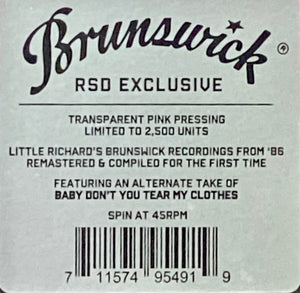 Brunswick ®
RSD EXCLUSIVE
TRANSPARENT PINK PRESSING
LIMITED TO 2,500 UNITS
LITTLE RICHARD'S BRUNSWICK RECORDINGS FROM '86
REMASTERED & COMPILED FOR THE FIRST TIME
FEATURING AN ALTERNATE TAKE OF
BABY DON'T YOU TEAR MY CLOTHES
SPIN AT 45RPM
7 11574 95491 9